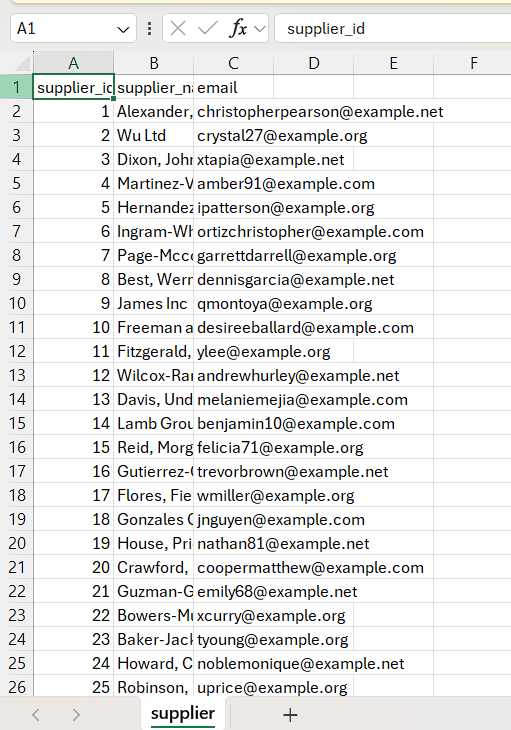 A1 fx supplier_id
A B C D E F
1 supplier_id supplier_na email
2 1 Alexander, christopherpearson@example.net
3 2 Wu Ltd crystal27@example.org
4 3 Dixon, John xtapia@example.net
5 4 Martinez-V amber91@example.com
6 5 Hernandez ipatterson@example.org
7 6 Ingram-Wh ortizchristopher@example.com
8 7 Page-Mcco garrettdarrell@example.org
9 8 Best, Wern dennisgarcia@example.net
10 9 James Inc qmontoya@example.org
11 10 Freeman a desireeballard@example.com
12 11 Fitzgerald, ylee@example.org
13 12 Wilcox-Ran andrewhurley@example.net
14 13 Davis, Und melaniemejia@example.com
15 14 Lamb Grou benjamin10@example.com
16 15 Reid, Morg felicia71@example.org
17 16 Gutierrez- trevorbrown@example.net
18 17 Flores, Fie wmiller@example.org
19 18 Gonzales jnguyen@example.com
20 19 House, Pri nathan81@example.net
21 20 Crawford, coopermatthew@example.com
22 21 Guzman-G emily68@example.net
23 22 Bowers-Mu xcurry@example.org
24 23 Baker-Jack tyoung@example.org
25 24 Howard, C noblemonique@example.net
26 25 Robinson, uprice@example.org
supplier